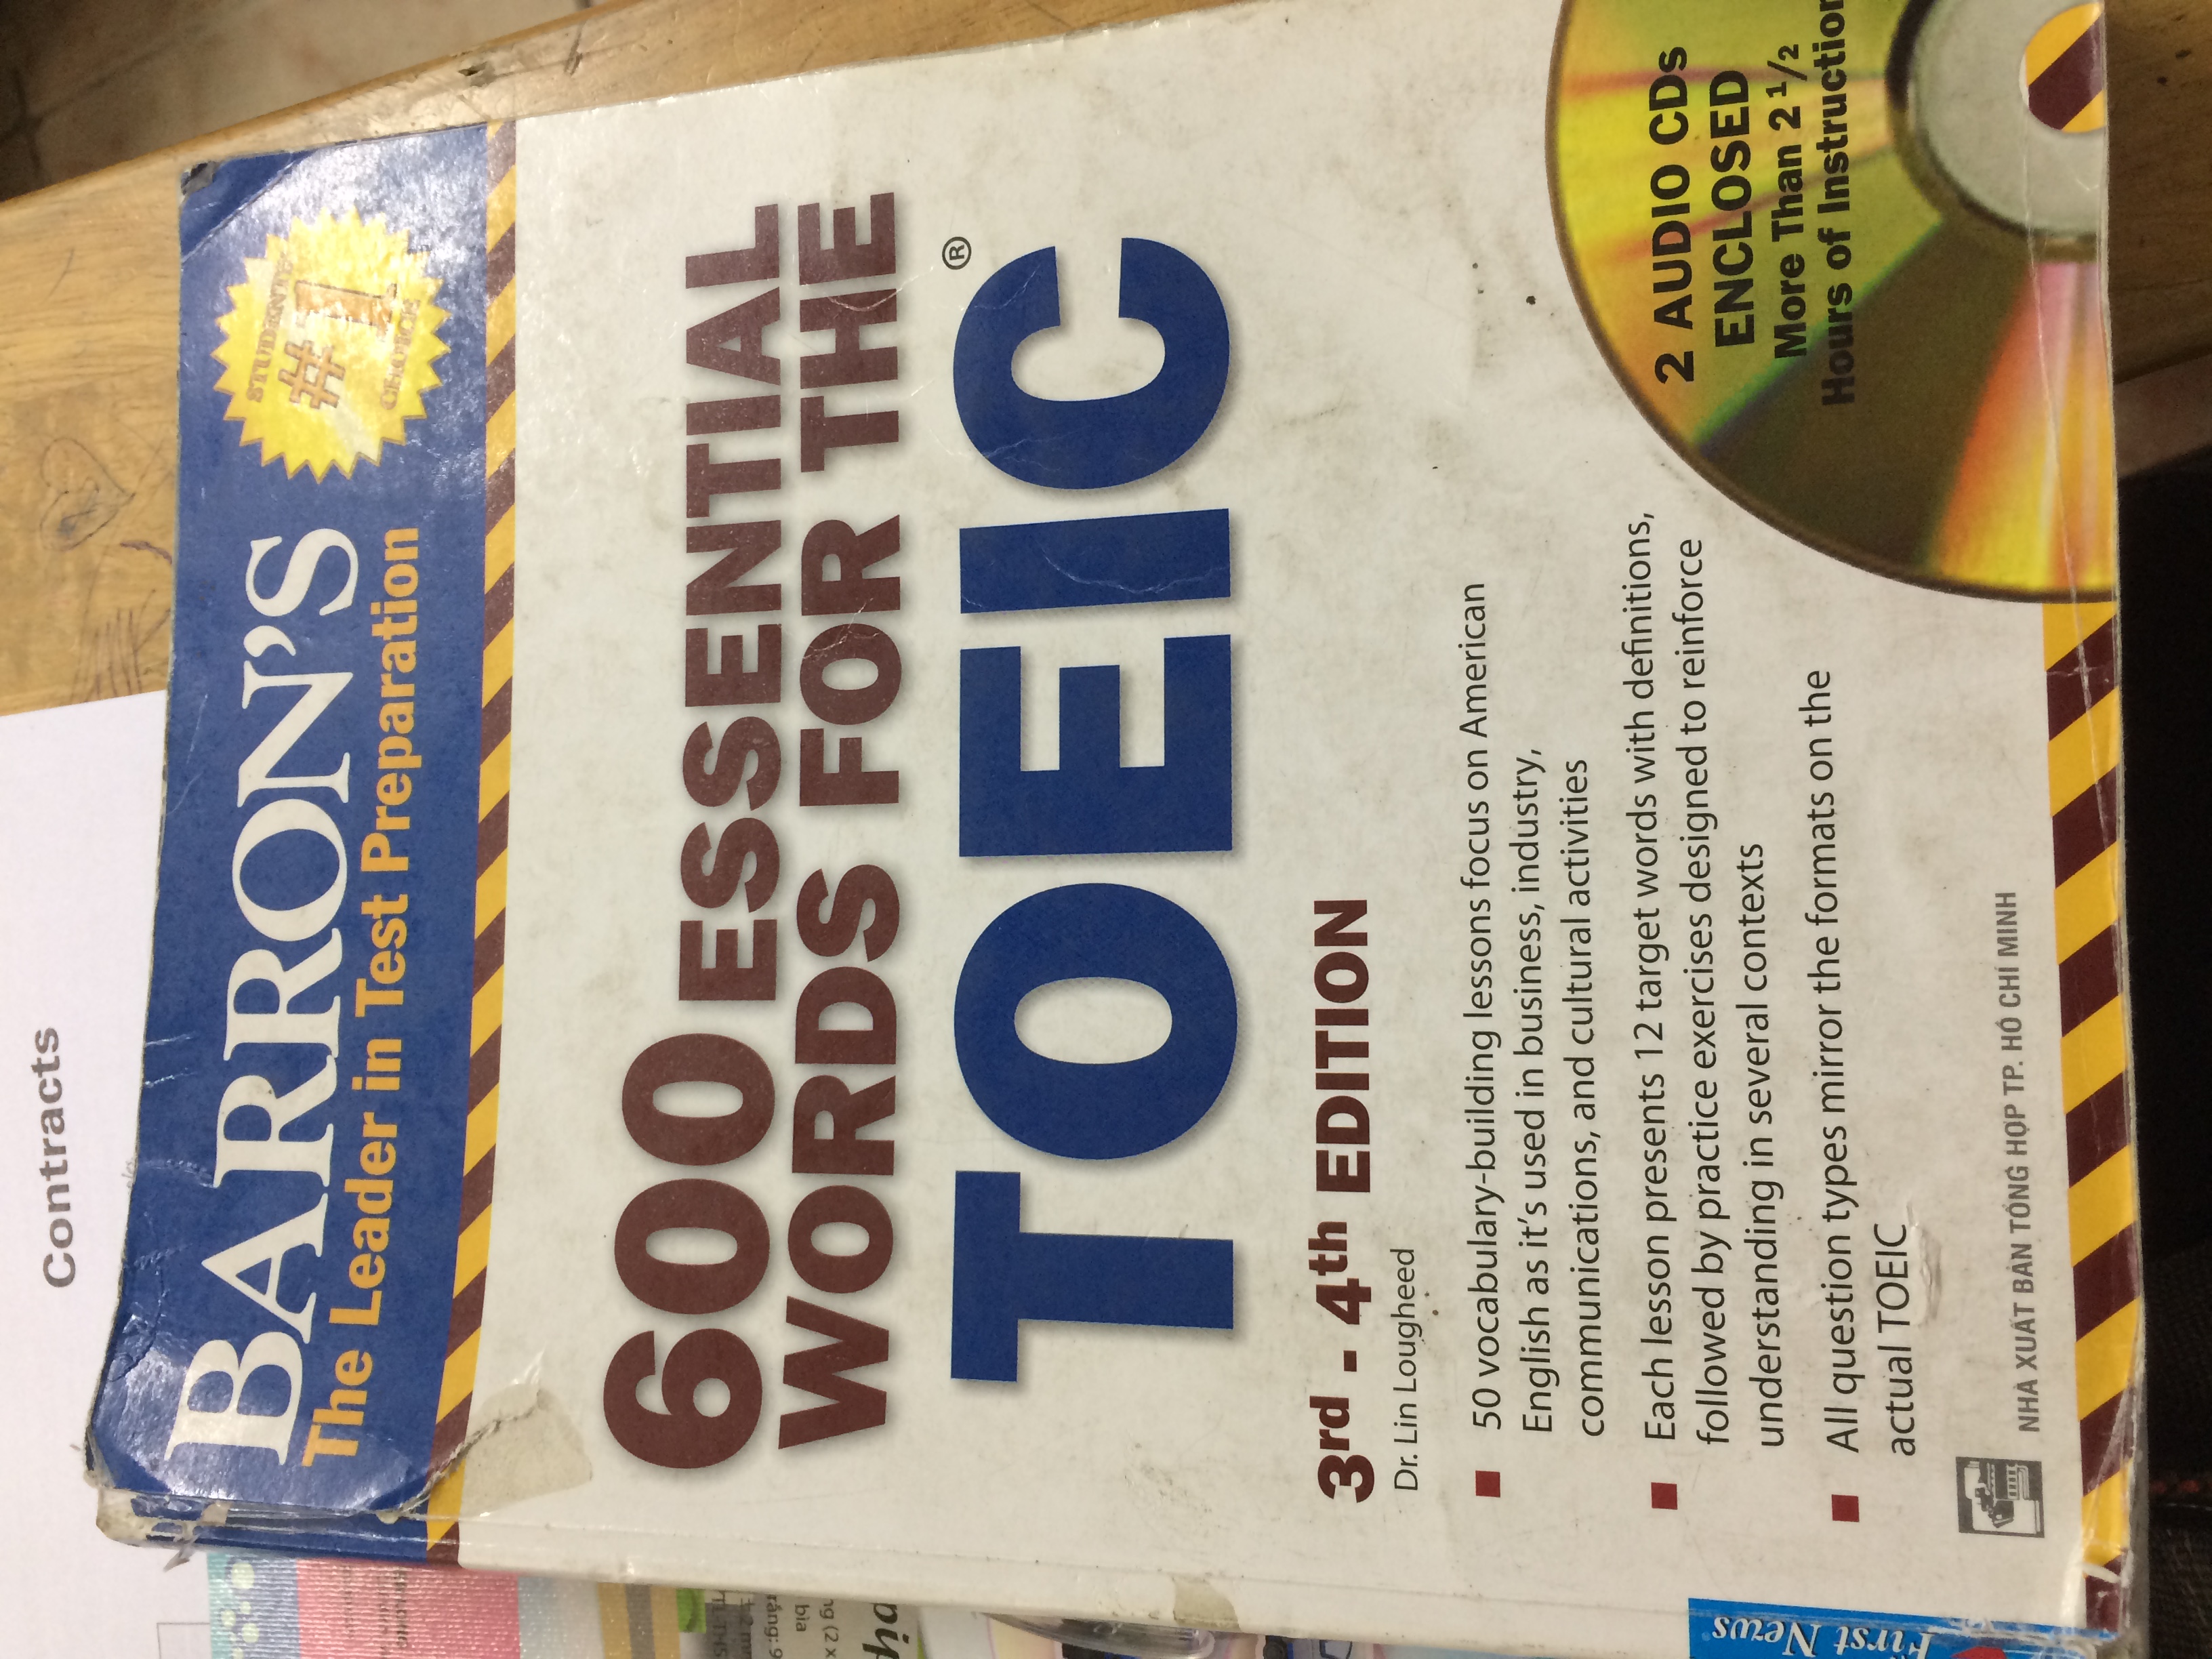 Contracts
BARRON'S
The Leader in Test Preparation
STUDENTS'
#1
CHOICE
600 ESSENTIAL
WORDS FOR THE
TOEIC®
3rd - 4th EDITION
Dr. Lin Lougheed
50 vocabulary-building lessons focus on American
English as it's used in business, industry,
communications, and cultural activities
Each lesson presents 12 target words with definitions,
followed by practice exercises designed to reinforce
understanding in several contexts
All question types mirror the formats on the
actual TOEIC
2 AUDIO CDs
ENCLOSED
More Than 2 1/2
Hours of Instruction
First News
NHÀ XUẤT BẢN TỔNG HỢP TP. HỒ CHÍ MINH